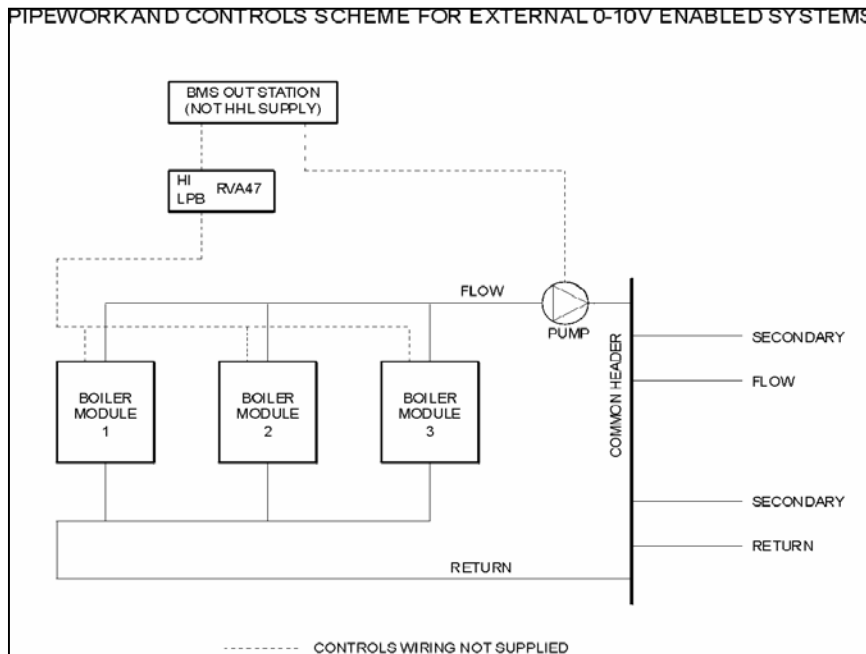 PIPEWORK AND CONTROLS SCHEME FOR EXTERNAL 0-10V ENABLED SYSTEMS
BMS OUT STATION
(NOT HHL SUPPLY)
HI
LPB
RVA47
FLOW
PUMP
COMMON HEADER
SECONDARY
FLOW
BOILER
MODULE
1
BOILER
MODULE
2
BOILER
MODULE
3
SECONDARY
RETURN
RETURN
CONTROLS WIRING NOT SUPPLIED